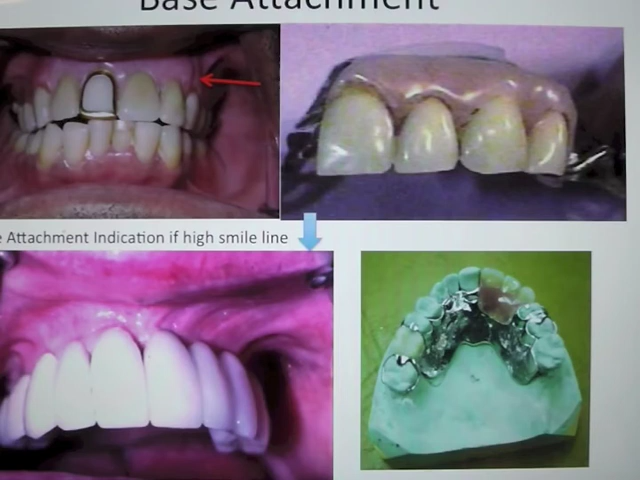 Base Attachment
Attachment Indication if high smile line